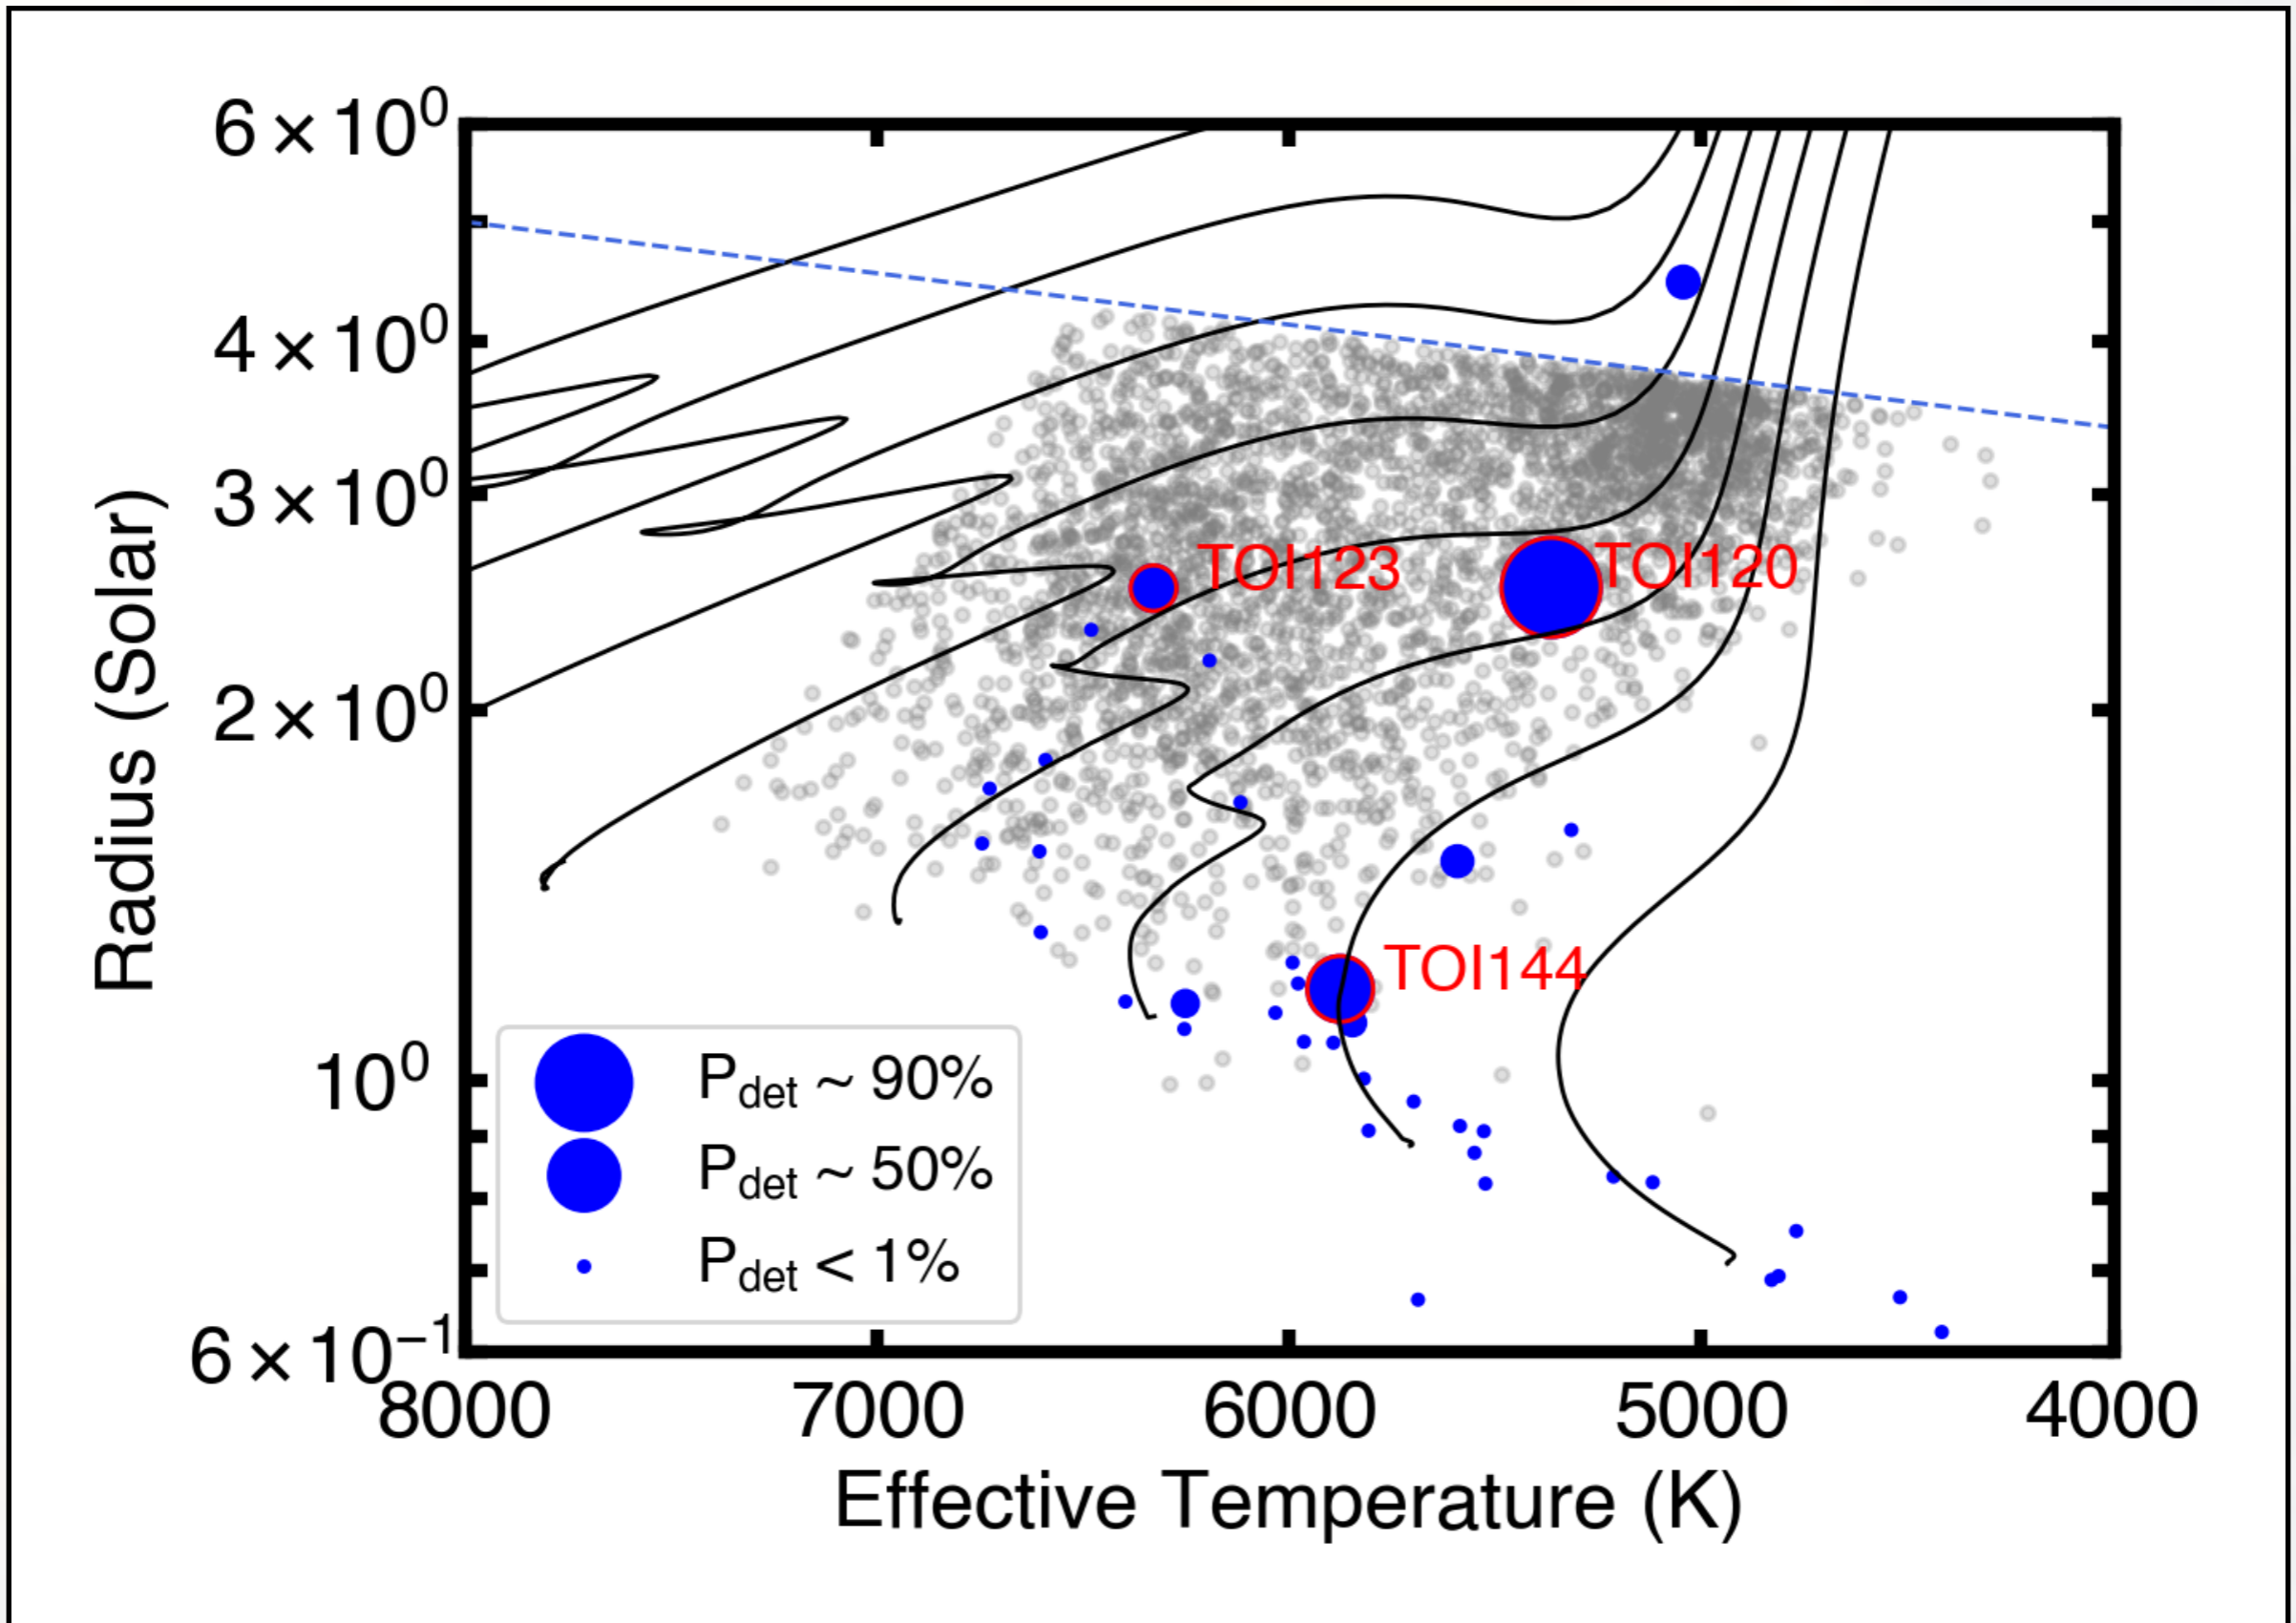 6×10⁰
4×10⁰
3×10⁰
2×10⁰
10⁰
6×10⁻¹
Radius (Solar)
TOI123
TOI120
TOI144
P_det ~ 90%
P_det ~ 50%
P_det < 1%
8000 7000 6000 5000 4000
Effective Temperature (K)